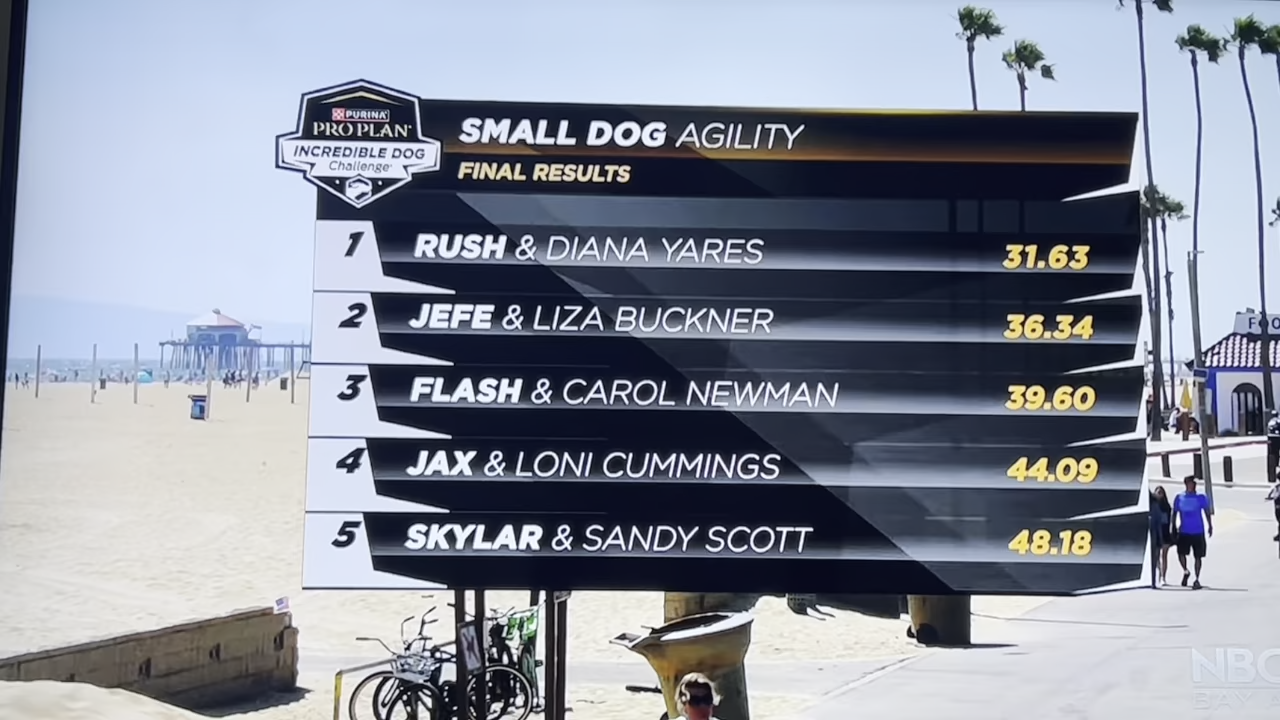 PURINA
PRO PLAN
INCREDIBLE DOG
Challenge
SMALL DOG AGILITY
FINAL RESULTS
1 RUSH & DIANA YARES 31.63
2 JEFE & LIZA BUCKNER 36.34
3 FLASH & CAROL NEWMAN 39.60
4 JAX & LONI CUMMINGS 44.09
5 SKYLAR & SANDY SCOTT 48.18
FOO
NBC
BAY